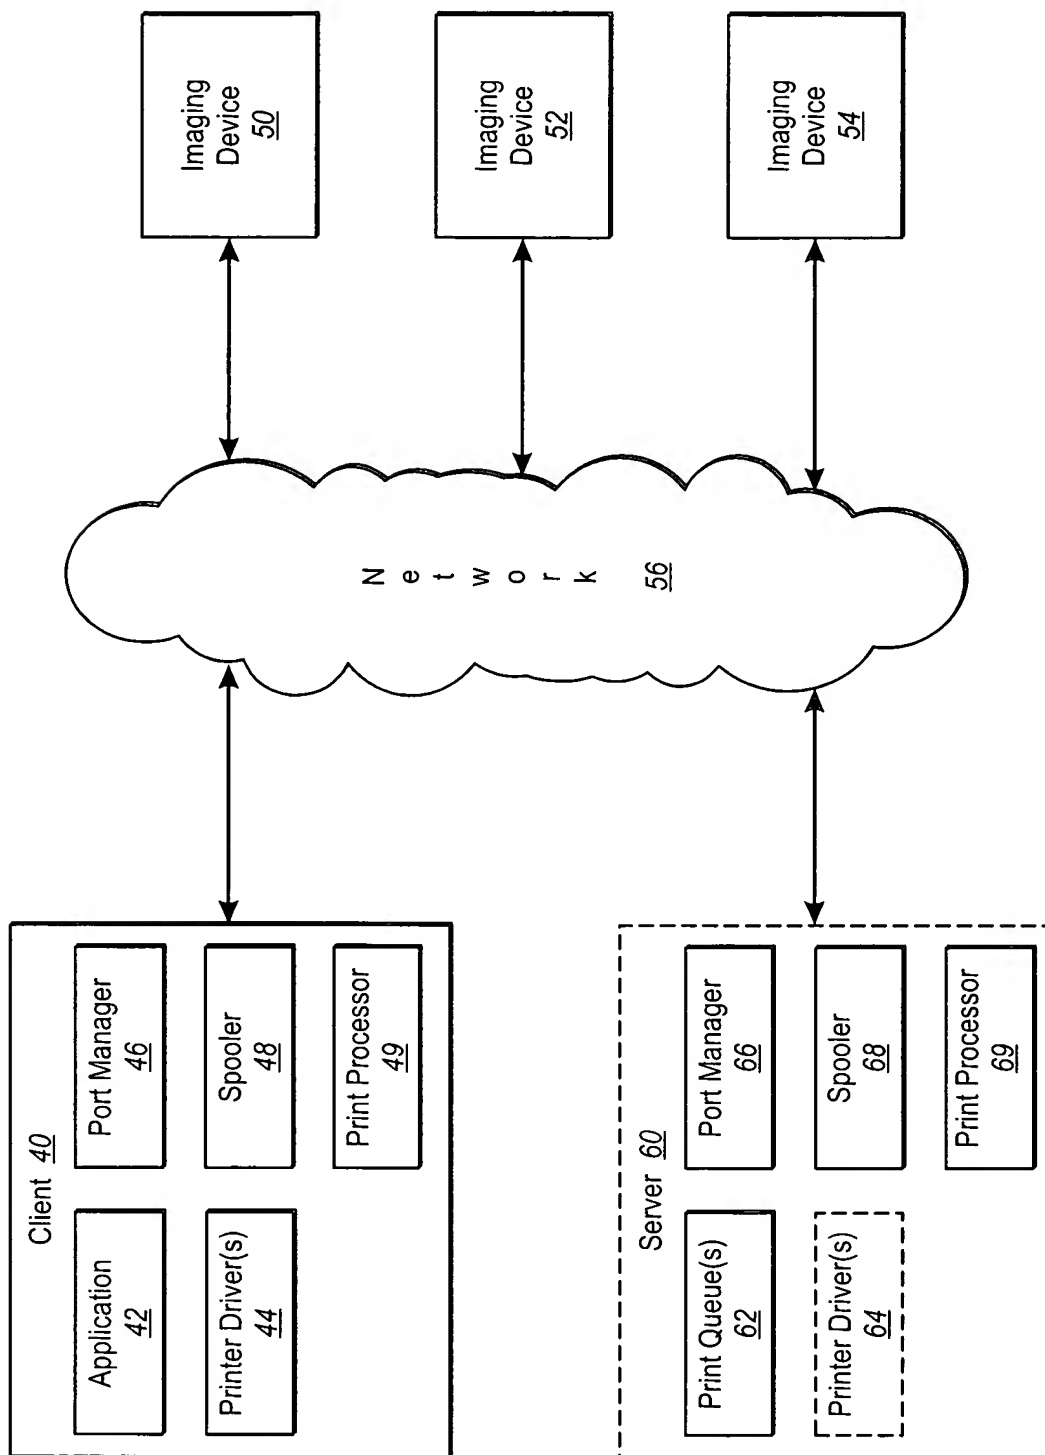 Client 40
Application
42
Port Manager
46
Printer Driver(s)
44
Spooler
48
Print Processor
49
Server 60
Print Queue(s)
62
Port Manager
66
Printer Driver(s)
64
Spooler
68
Print Processor
69
Network
56
Imaging
Device
50
Imaging
Device
52
Imaging
Device
54